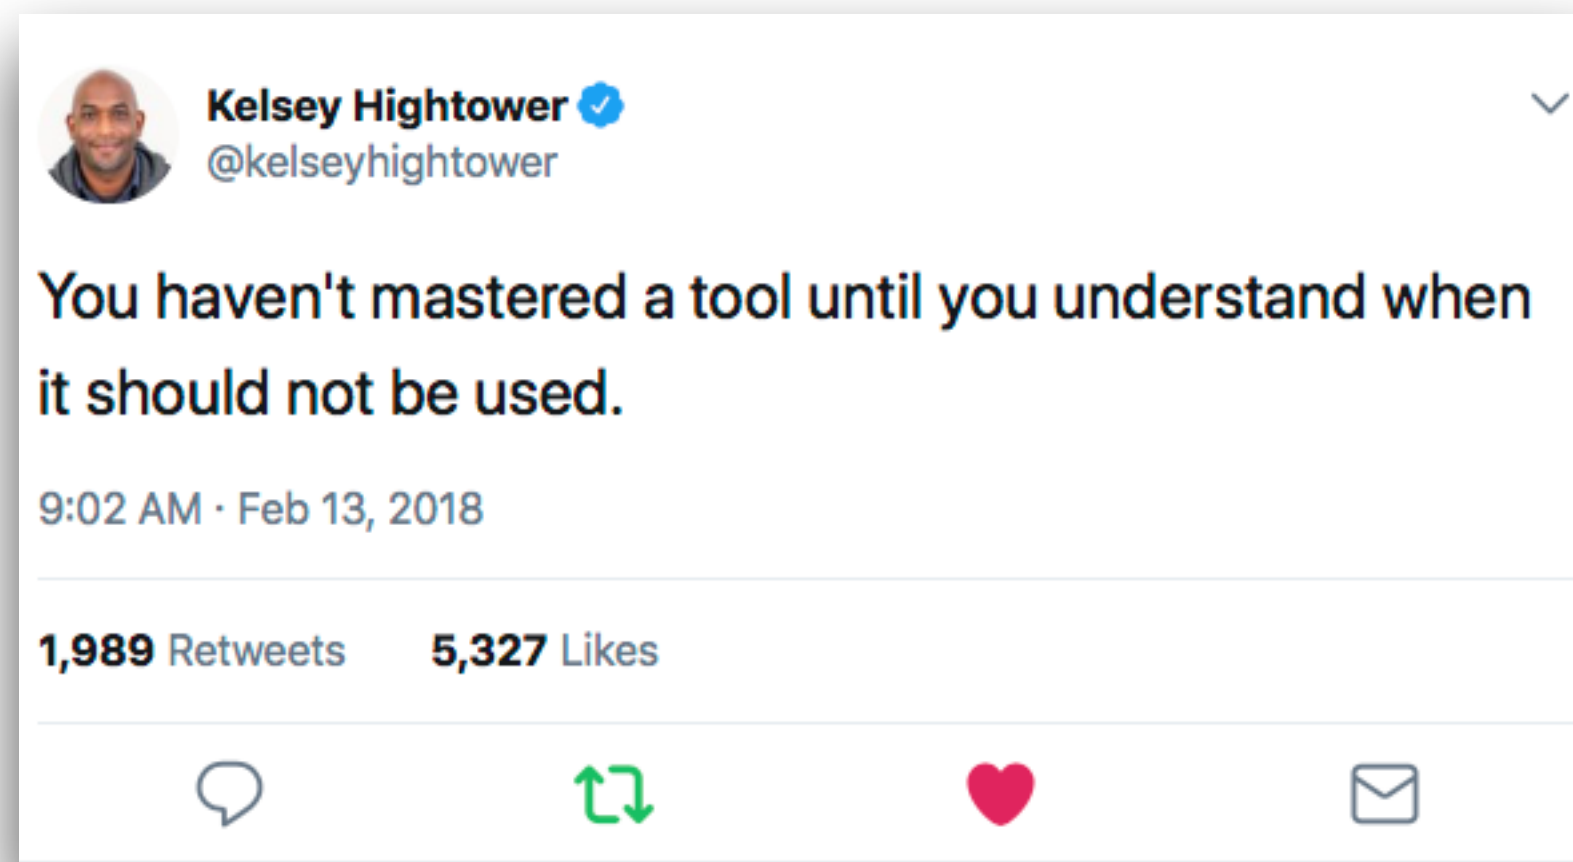 Kelsey Hightower
@kelseyhightower
You haven't mastered a tool until you understand when
it should not be used.
9:02 AM · Feb 13, 2018
1,989 Retweets 5,327 Likes